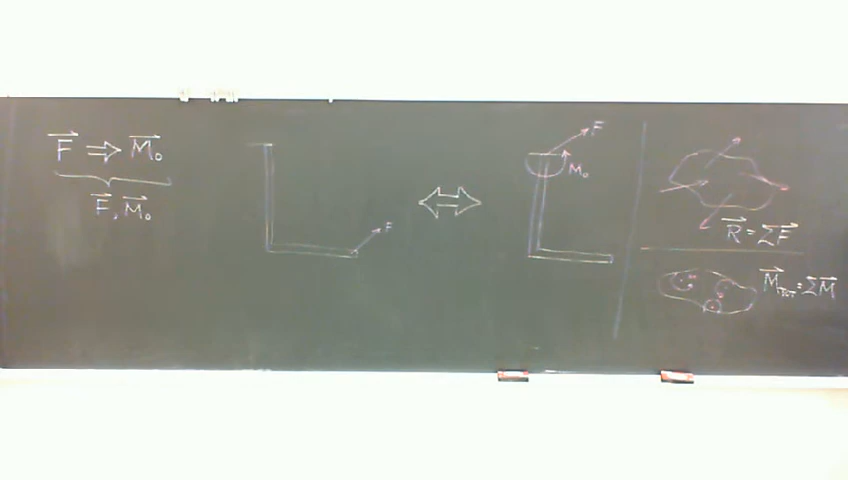 F ⇒ M₀
F, M₀
F
F
M₀
R = ΣF
M_TOT = ΣM